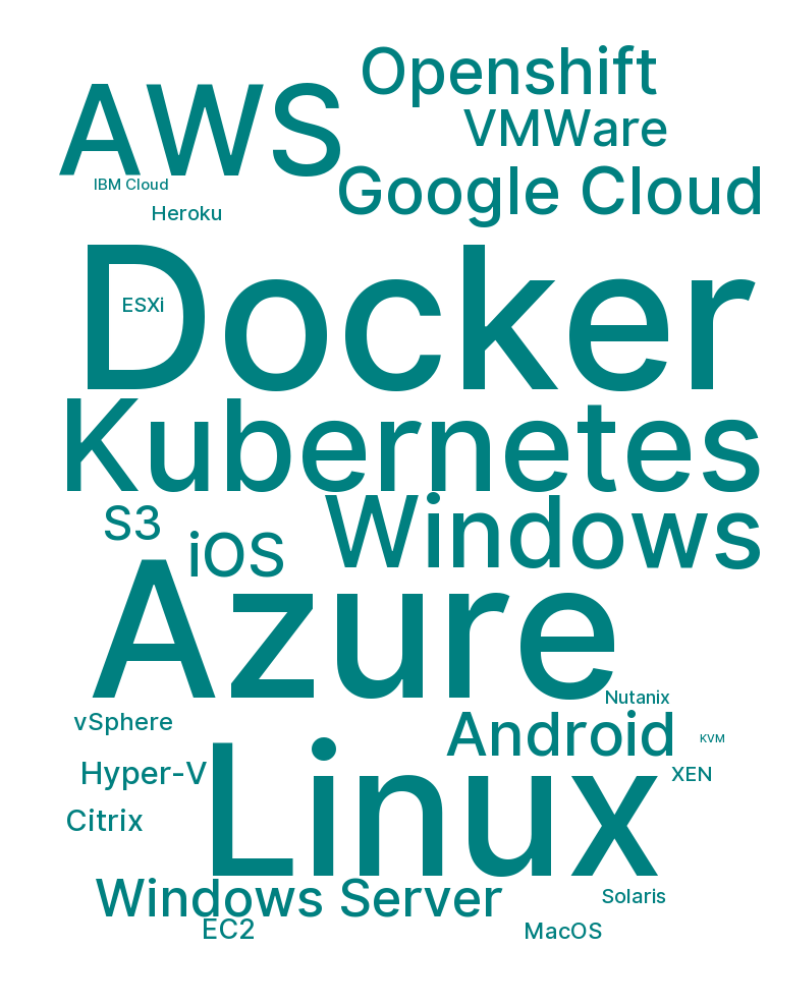 Openshift
AWS
VMWare
Google Cloud
IBM Cloud
Heroku
Docker
ESXi
Kubernetes
Windows
S3
iOS
Azure
Nutanix
vSphere
Android
KVM
Linux
Hyper-V
XEN
Citrix
Windows Server
Solaris
EC2
MacOS